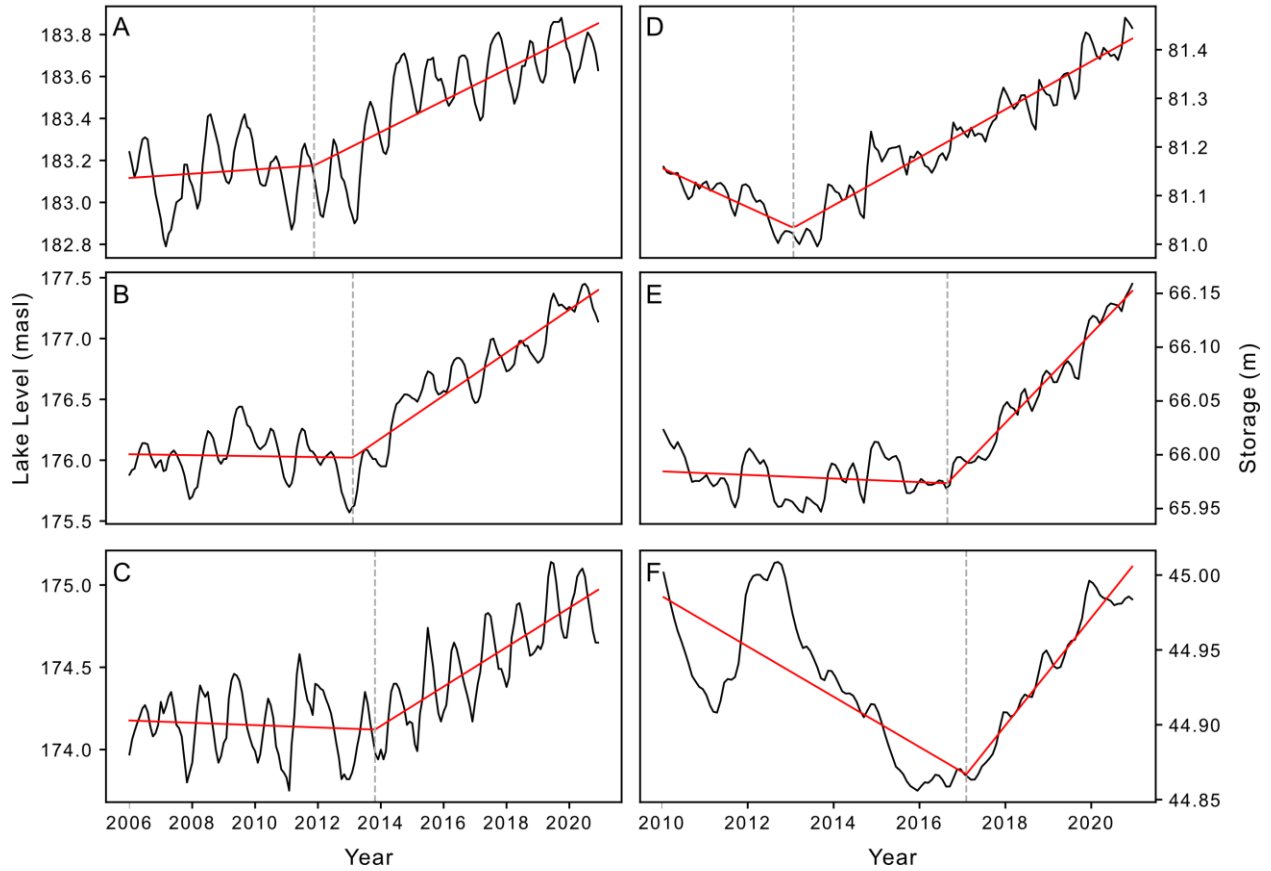 A
183.8
183.6
183.4
183.2
183.0
182.8
D
81.4
81.3
81.2
81.1
81.0
B
177.5
177.0
176.5
176.0
175.5
Lake Level (masl)
E
66.15
66.10
66.05
66.00
65.95
Storage (m)
C
175.0
174.5
174.0
F
45.00
44.95
44.90
44.85
2006 2008 2010 2012 2014 2016 2018 2020
2010 2012 2014 2016 2018 2020
Year
Year